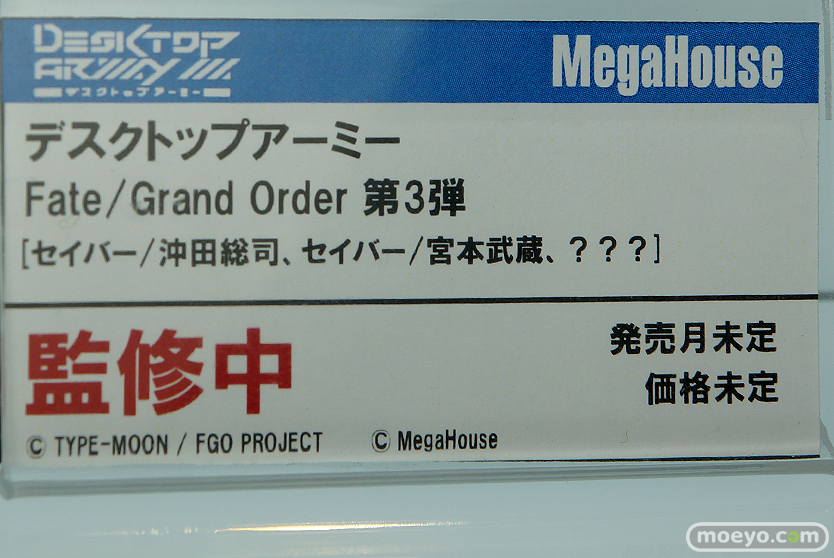 DESKTOP
ARMY
MegaHouse
デスクトップアーミー
デスクトップアーミー
Fate/Grand Order 第3弾
[セイバー/沖田総司、セイバー/宮本武蔵、???]
監修中
発売月未定
価格未定
© TYPE-MOON / FGO PROJECT © MegaHouse
moeyo.com